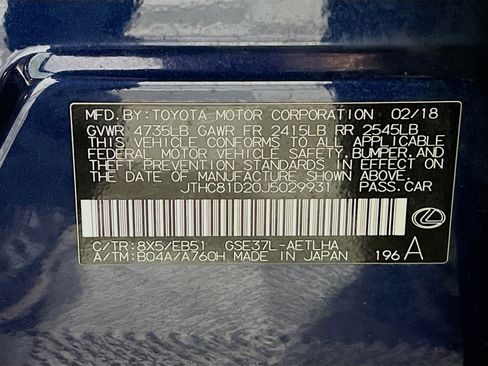 MFD.BY:TOYOTA MOTOR CORPORATION 02/18
GVWR 4735LB GAWR FR 2415LB RR 2545LB
THIS VEHICLE CONFORMS TO ALL APPLICABLE
FEDERAL MOTOR VEHICLE SAFETY,BUMPER,AND
THEFT PREVENTION STANDARDS IN EFFECT ON
THE DATE OF MANUFACTURE SHOWN ABOVE.
JTHC81D20J5029931 PASS.CAR
C/TR:8X5/EB51 GSE37L-AETLHA
A/TM:B04A/A760H MADE IN JAPAN 196 A